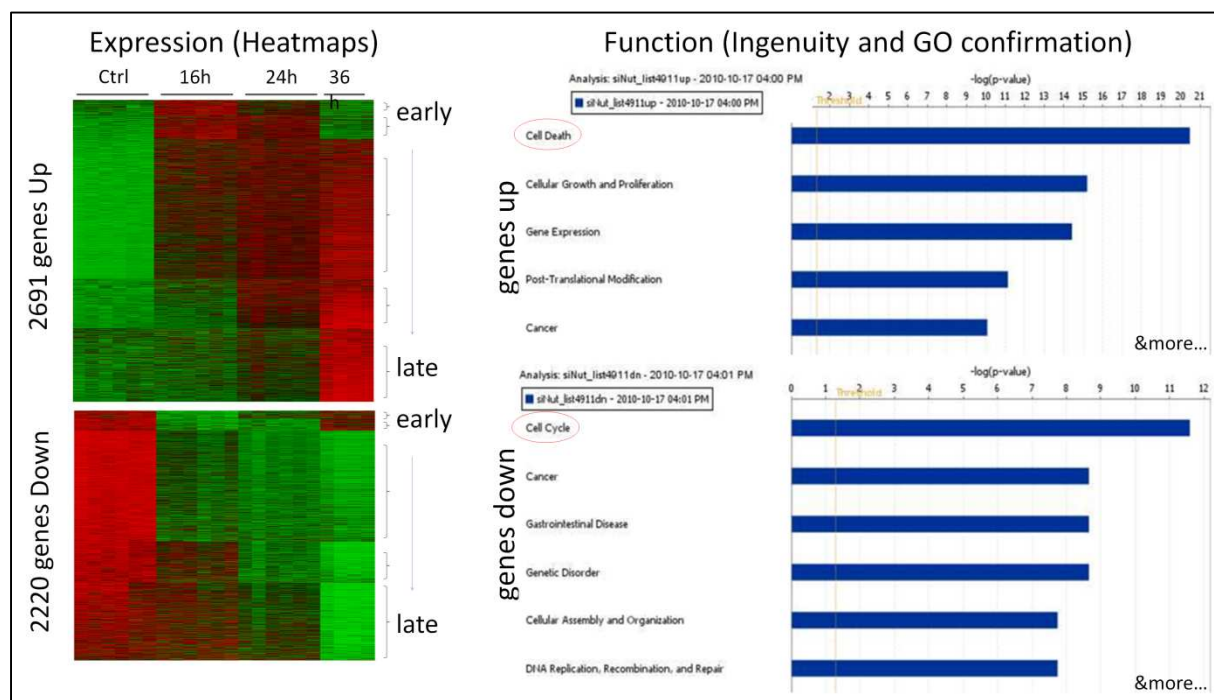 Expression (Heatmaps)
Ctrl 16h 24h 36
h
early
2691 genes Up
late
early
2220 genes Down
late
Function (Ingenuity and GO confirmation)
Analysis: siNut_list4911up - 2010-10-17 04:00 PM
siNut_list4911up - 2010-10-17 04:00 PM
-log(p-value)
2 3 4 5 6 7 8 9 10 11 12 13 14 15 16 17 18 19 20 21
Threshold
genes up
Cell Death
Cellular Growth and Proliferation
Gene Expression
Post-Translational Modification
Cancer
&more...
Analysis: siNut_list4911dn - 2010-10-17 04:01 PM
siNut_list4911dn - 2010-10-17 04:01 PM
-log(p-value)
0 1 2 3 4 5 6 7 8 9 10 11 12
Threshold
genes down
Cell Cycle
Cancer
Gastrointestinal Disease
Genetic Disorder
Cellular Assembly and Organization
DNA Replication, Recombination, and Repair
&more...